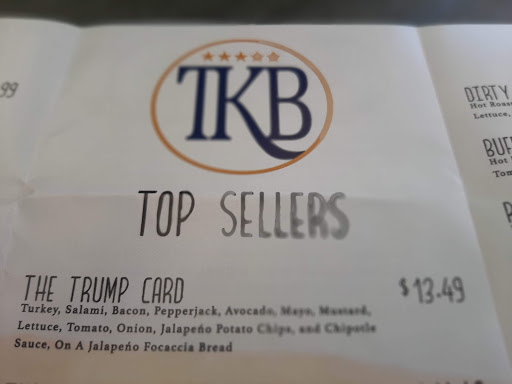 99
TKB
TOP SELLERS
THE TRUMP CARD $13.49
Turkey, Salami, Bacon, Pepperjack, Avocado, Mayo, Mustard,
Lettuce, Tomato, Onion, Jalapeño Potato Chips, and Chipotle
Sauce, On A Jalapeño Focaccia Bread
DIRTY
Hot Roas
Lettuce,
BUF
Hot
Tom